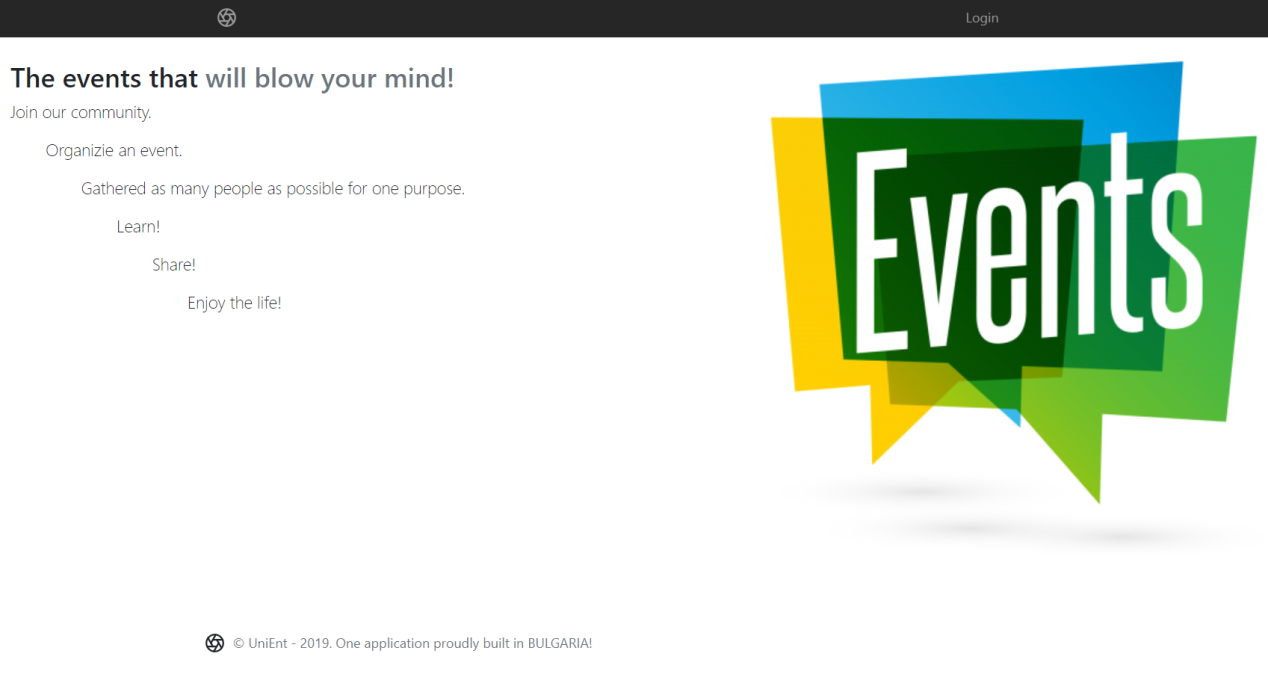 Login
The events that will blow your mind!
Join our community.
Organizie an event.
Gathered as many people as possible for one purpose.
Learn!
Share!
Enjoy the life!
Events
© UniEnt - 2019. One application proudly built in BULGARIA!